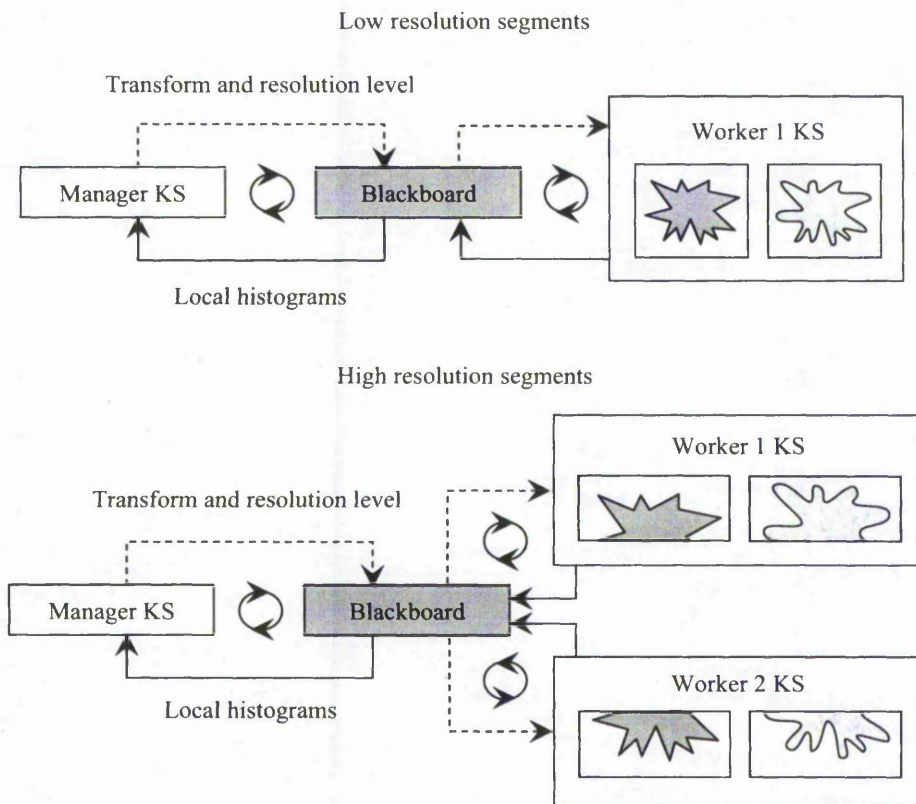 Low resolution segments
Transform and resolution level
Worker 1 KS
Manager KS
Blackboard
Local histograms
High resolution segments
Worker 1 KS
Transform and resolution level
Manager KS
Blackboard
Worker 2 KS
Local histograms